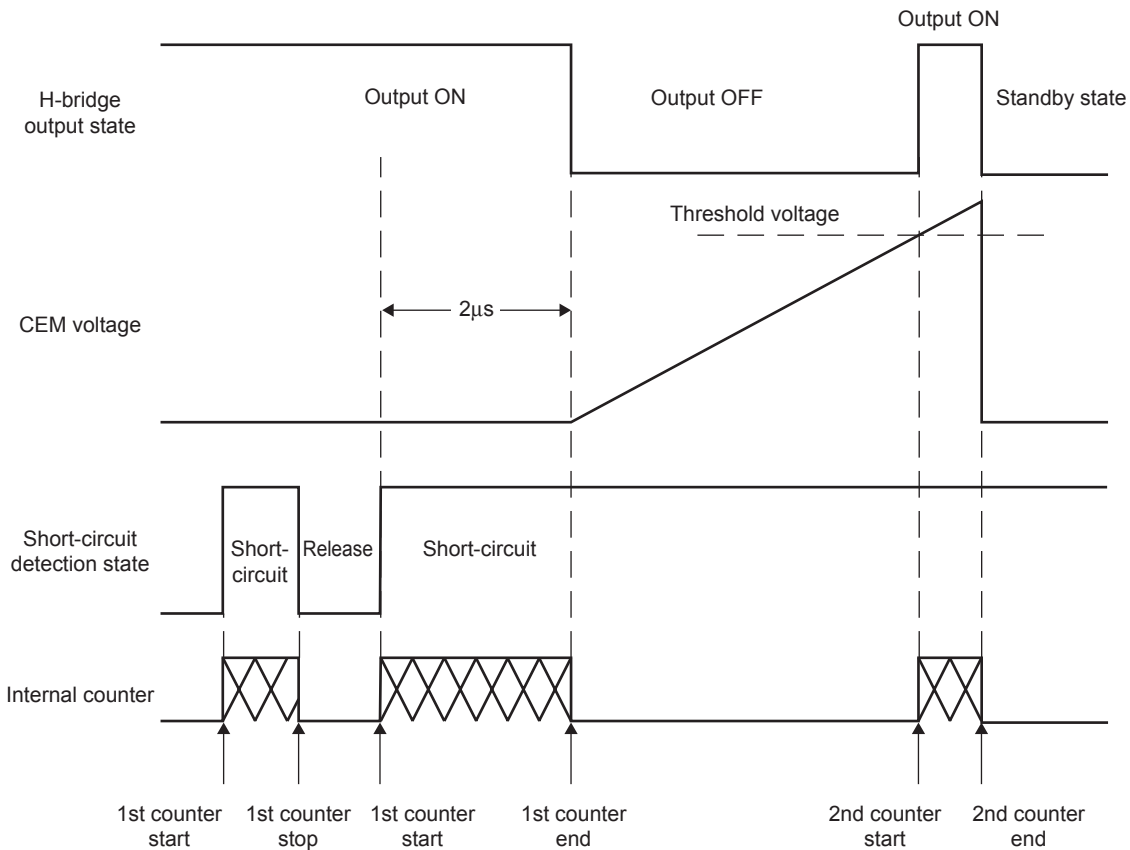 Output ON
H-bridge
output state
Output ON
Output OFF
Standby state
Threshold voltage
CEM voltage
2μs
Short-circuit
detection state
Short-
circuit
Release
Short-circuit
Internal counter
1st counter
start
1st counter
stop
1st counter
start
1st counter
end
2nd counter
start
2nd counter
end